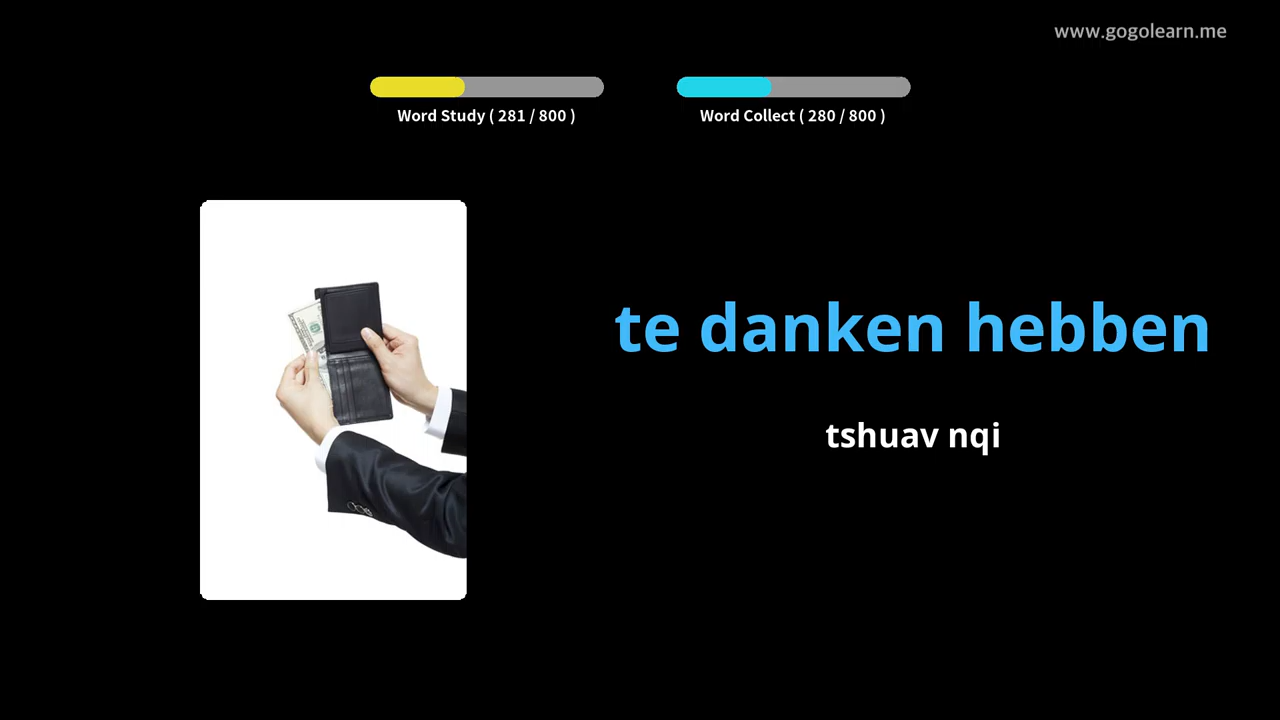 www.gogolearn.me
Word Study ( 281 / 800 )
Word Collect ( 280 / 800 )
te danken hebben
tshuav nqi